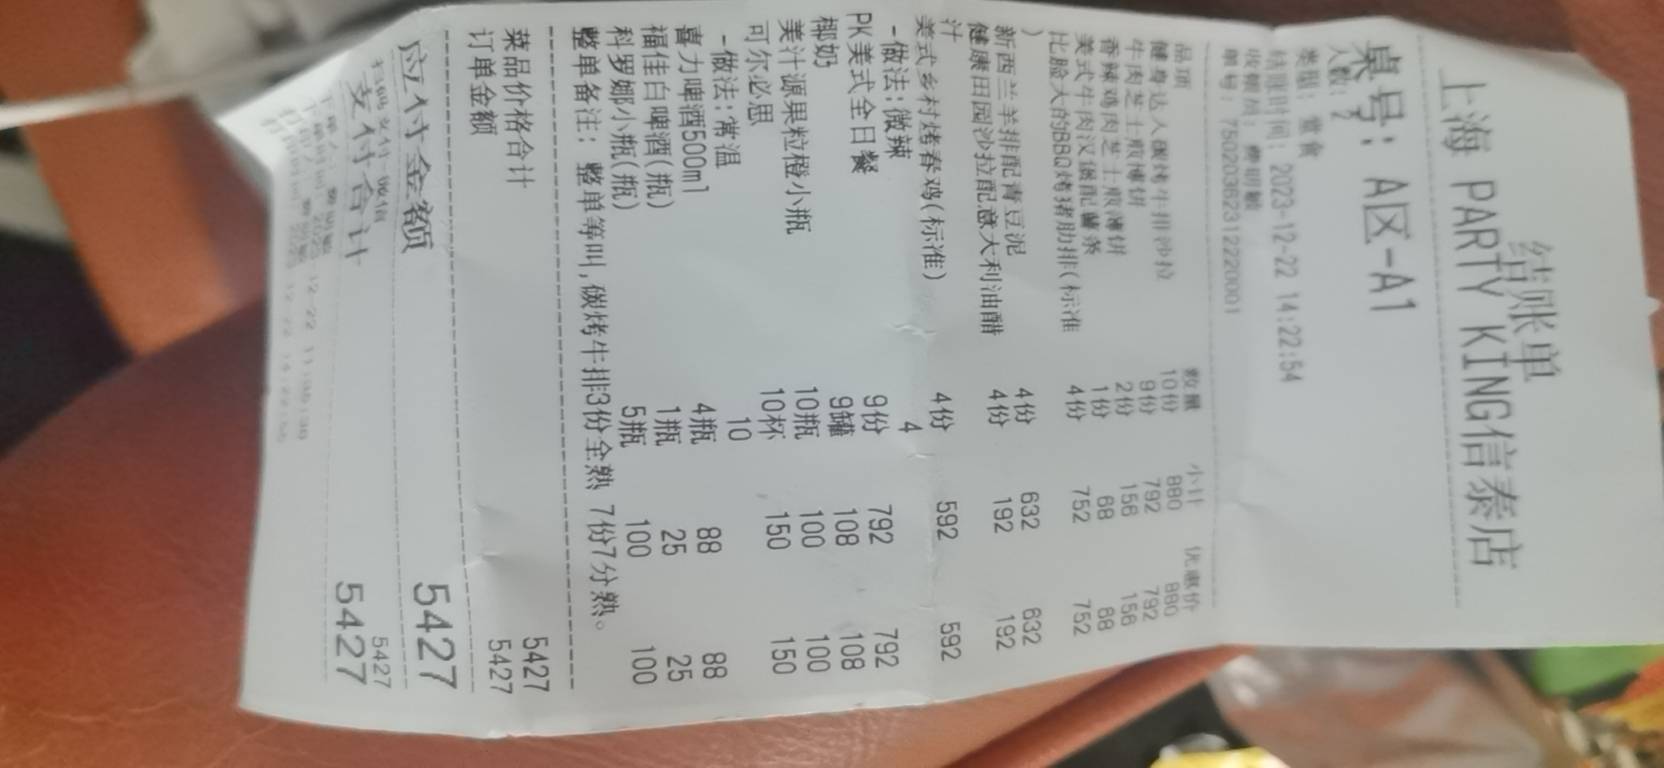 结账单
上海 PARTY KING信泰店
桌号：A区-A1
人数：2
类型：堂食
结账时间：2023-12-22 14:22:54
单号：7502036231220001
品项 数量 小计 优惠价
健身达人碳烤牛排沙拉 10份 880 880
牛肉芝士煎薄饼 9份 792 792
香辣鸡肉芝士煎薄饼 2份 156 156
美式牛肉汉堡配薯条 1份 68 68
比脸大的BBQ烤猪肋排(标准 4份 752 752
)
新西兰羊排配青豆泥 4份 632 632
健康田园沙拉配意大利油醋 4份 192 192
汁
美式乡村烤春鸡(标准) 4份 592 592
-做法:微辣 4
PK美式全日餐 9份 792 792
椰奶 9罐 108 108
美汁源果粒橙小瓶 10瓶 100 100
可尔必思 10杯 150 150
-做法:常温 10
喜力啤酒500ml 4瓶 88 88
福佳白啤酒(瓶) 1瓶 25 25
科罗娜小瓶(瓶) 5瓶 100 100
整单备注：整单等叫,碳烤牛排3份全熟 7份7分熟。
菜品价格合计 5427
订单金额 5427
应付金额 5427
扫码支付-微信 5427
支付合计 5427